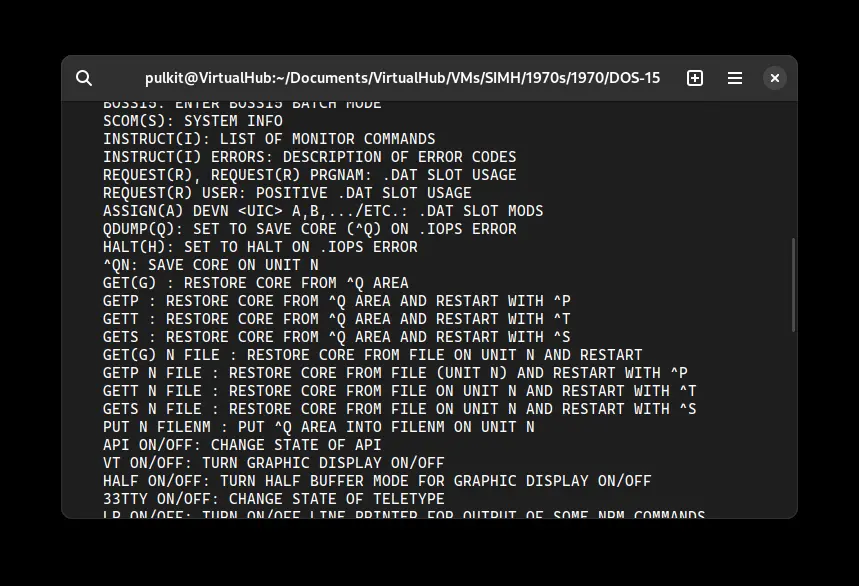 pulkit@VirtualHub:~/Documents/VirtualHub/VMs/SIMH/1970s/1970/DOS-15
BOSS15: ENTER BOSS15 BATCH MODE
SCOM(S): SYSTEM INFO
INSTRUCT(I): LIST OF MONITOR COMMANDS
INSTRUCT(I) ERRORS: DESCRIPTION OF ERROR CODES
REQUEST(R), REQUEST(R) PRGNAM: .DAT SLOT USAGE
REQUEST(R) USER: POSITIVE .DAT SLOT USAGE
ASSIGN(A) DEVN <UIC> A,B,.../ETC.: .DAT SLOT MODS
QDUMP(Q): SET TO SAVE CORE (^Q) ON .IOPS ERROR
HALT(H): SET TO HALT ON .IOPS ERROR
^QN: SAVE CORE ON UNIT N
GET(G) : RESTORE CORE FROM ^Q AREA
GETP : RESTORE CORE FROM ^Q AREA AND RESTART WITH ^P
GETT : RESTORE CORE FROM ^Q AREA AND RESTART WITH ^T
GETS : RESTORE CORE FROM ^Q AREA AND RESTART WITH ^S
GET(G) N FILE : RESTORE CORE FROM FILE ON UNIT N AND RESTART
GETP N FILE : RESTORE CORE FROM FILE (UNIT N) AND RESTART WITH ^P
GETT N FILE : RESTORE CORE FROM FILE ON UNIT N AND RESTART WITH ^T
GETS N FILE : RESTORE CORE FROM FILE ON UNIT N AND RESTART WITH ^S
PUT N FILENM : PUT ^Q AREA INTO FILENM ON UNIT N
API ON/OFF: CHANGE STATE OF API
VT ON/OFF: TURN GRAPHIC DISPLAY ON/OFF
HALF ON/OFF: TURN HALF BUFFER MODE FOR GRAPHIC DISPLAY ON/OFF
33TTY ON/OFF: CHANGE STATE OF TELETYPE
LP ON/OFF: TURN ON/OFF LINE PRINTER FOR OUTPUT OF SOME NRM COMMANDS